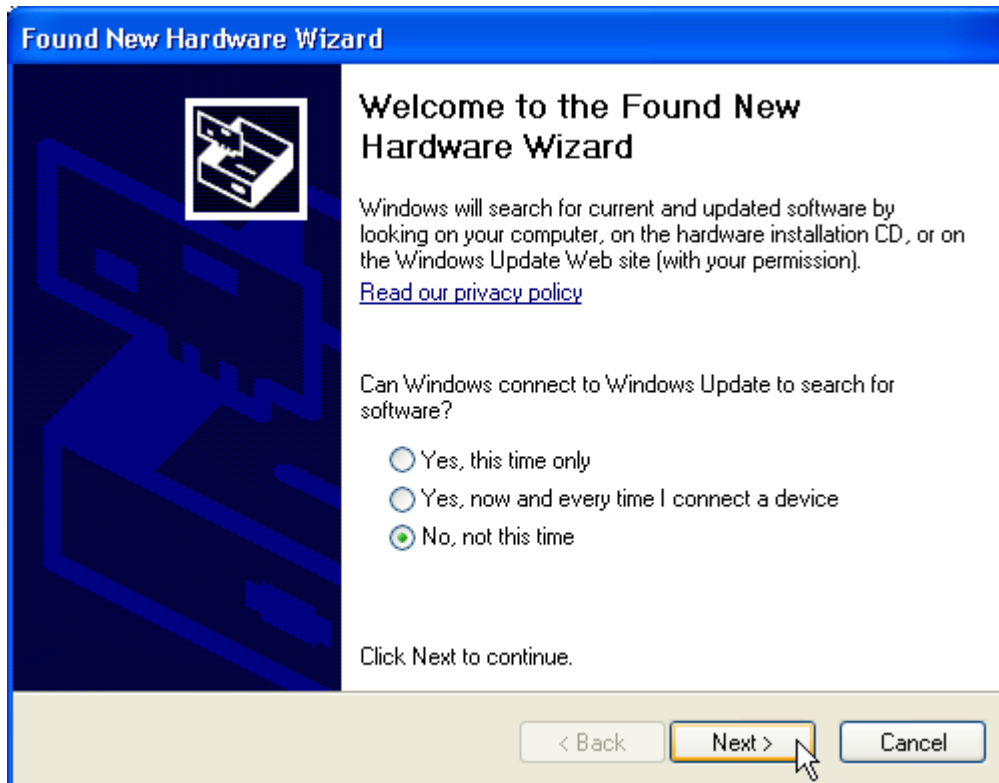 Found New Hardware Wizard
Welcome to the Found New
Hardware Wizard
Windows will search for current and updated software by
looking on your computer, on the hardware installation CD, or on
the Windows Update Web site (with your permission).
Read our privacy policy
Can Windows connect to Windows Update to search for
software?
Yes, this time only
Yes, now and every time I connect a device
No, not this time
Click Next to continue.
< Back Next > Cancel